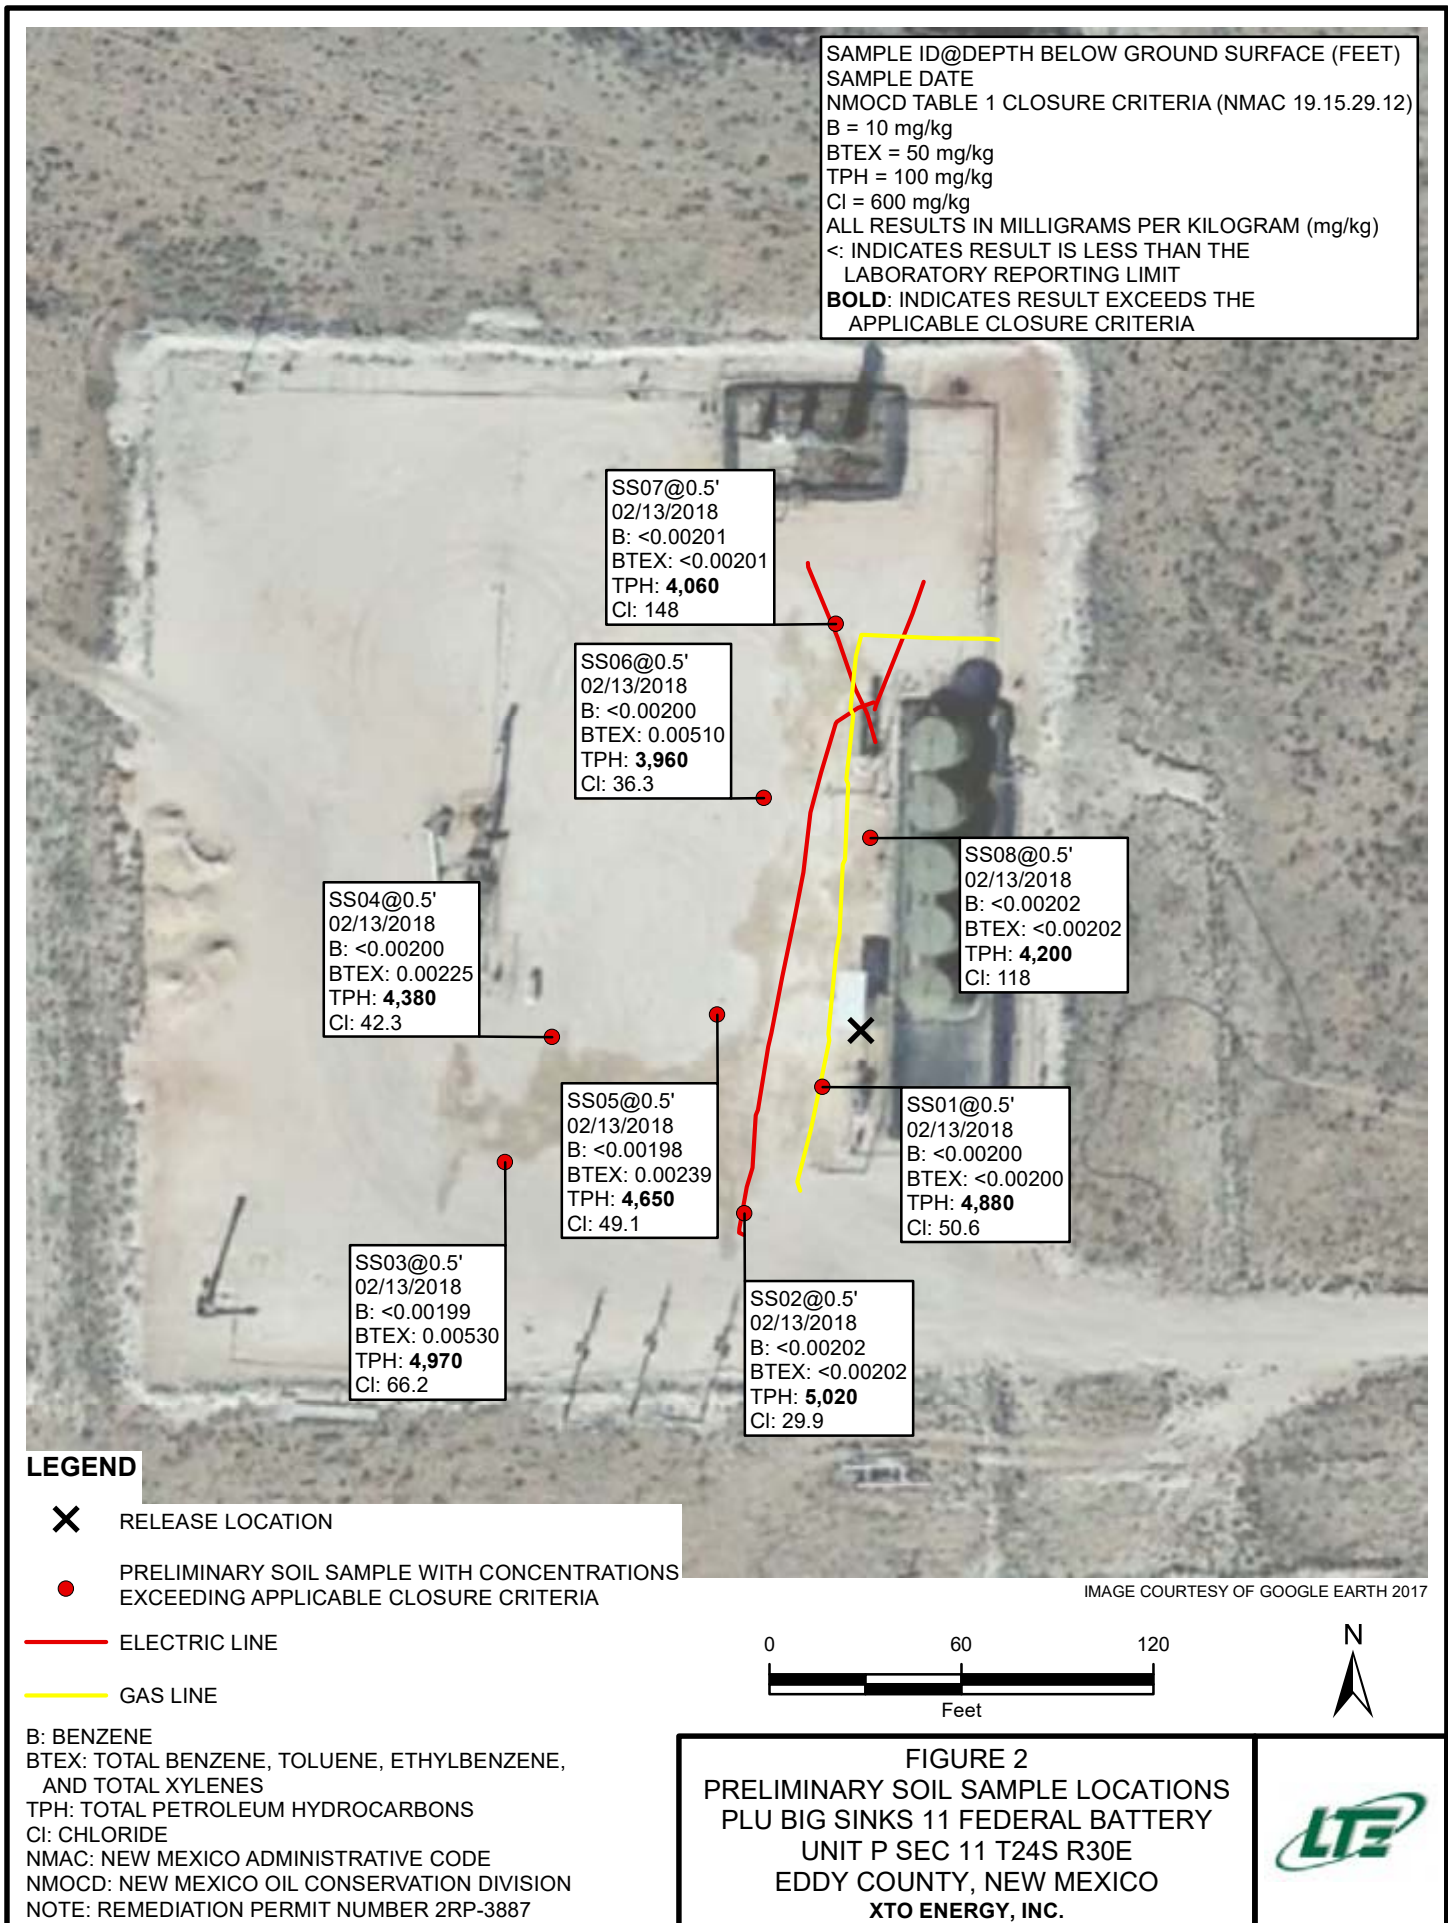 SAMPLE ID@DEPTH BELOW GROUND SURFACE (FEET)
SAMPLE DATE
NMOCD TABLE 1 CLOSURE CRITERIA (NMAC 19.15.29.12)
B = 10 mg/kg
BTEX = 50 mg/kg
TPH = 100 mg/kg
Cl = 600 mg/kg
ALL RESULTS IN MILLIGRAMS PER KILOGRAM (mg/kg)
<: INDICATES RESULT IS LESS THAN THE
LABORATORY REPORTING LIMIT
BOLD: INDICATES RESULT EXCEEDS THE
APPLICABLE CLOSURE CRITERIA
SS07@0.5'
02/13/2018
B: <0.00201
BTEX: <0.00201
TPH: 4,060
Cl: 148
SS06@0.5'
02/13/2018
B: <0.00200
BTEX: 0.00510
TPH: 3,960
Cl: 36.3
SS08@0.5'
02/13/2018
B: <0.00202
BTEX: <0.00202
TPH: 4,200
Cl: 118
SS04@0.5'
02/13/2018
B: <0.00200
BTEX: 0.00225
TPH: 4,380
Cl: 42.3
SS05@0.5'
02/13/2018
B: <0.00198
BTEX: 0.00239
TPH: 4,650
Cl: 49.1
SS01@0.5'
02/13/2018
B: <0.00200
BTEX: <0.00200
TPH: 4,880
Cl: 50.6
SS03@0.5'
02/13/2018
B: <0.00199
BTEX: 0.00530
TPH: 4,970
Cl: 66.2
SS02@0.5'
02/13/2018
B: <0.00202
BTEX: <0.00202
TPH: 5,020
Cl: 29.9
LEGEND
RELEASE LOCATION
PRELIMINARY SOIL SAMPLE WITH CONCENTRATIONS
EXCEEDING APPLICABLE CLOSURE CRITERIA
ELECTRIC LINE
GAS LINE
B: BENZENE
BTEX: TOTAL BENZENE, TOLUENE, ETHYLBENZENE,
AND TOTAL XYLENES
TPH: TOTAL PETROLEUM HYDROCARBONS
Cl: CHLORIDE
NMAC: NEW MEXICO ADMINISTRATIVE CODE
NMOCD: NEW MEXICO OIL CONSERVATION DIVISION
NOTE: REMEDIATION PERMIT NUMBER 2RP-3887
IMAGE COURTESY OF GOOGLE EARTH 2017
0 60 120
Feet
N
FIGURE 2
PRELIMINARY SOIL SAMPLE LOCATIONS
PLU BIG SINKS 11 FEDERAL BATTERY
UNIT P SEC 11 T24S R30E
EDDY COUNTY, NEW MEXICO
XTO ENERGY, INC.
LTE